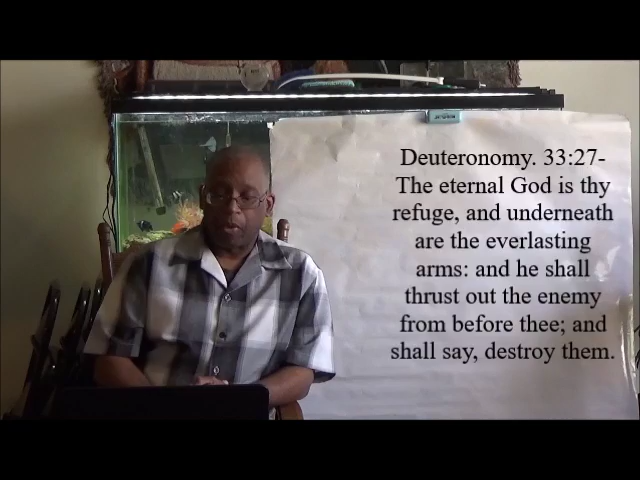 Deuteronomy. 33:27-
The eternal God is thy
refuge, and underneath
are the everlasting
arms: and he shall
thrust out the enemy
from before thee; and
shall say, destroy them.